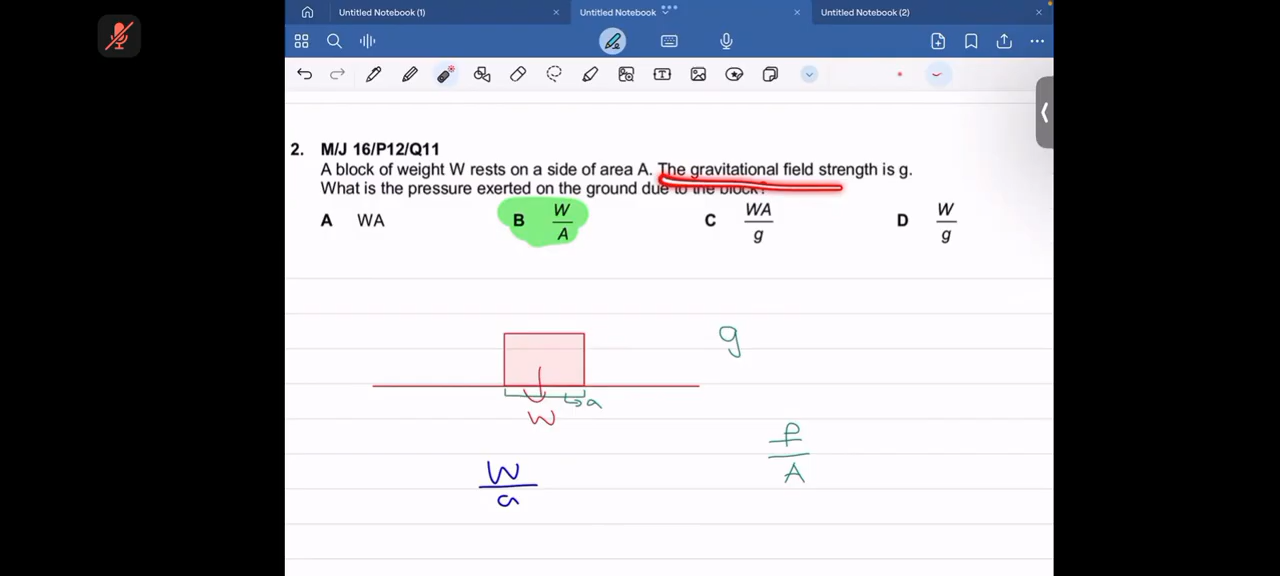 Untitled Notebook (1)
Untitled Notebook
Untitled Notebook (2)
2. M/J 16/P12/Q11
A block of weight W rests on a side of area A. The gravitational field strength is g.
What is the pressure exerted on the ground due to the block?
A WA
B W/A
C WA/g
D W/g
g
a
W
F/A
W/a